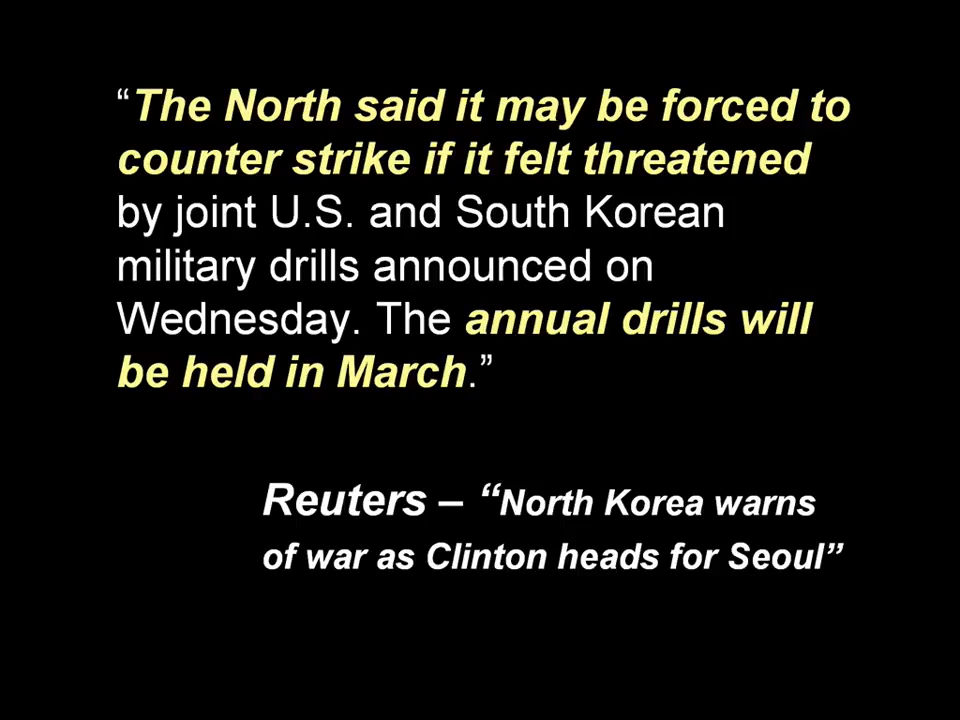 “The North said it may be forced to
counter strike if it felt threatened
by joint U.S. and South Korean
military drills announced on
Wednesday. The annual drills will
be held in March.”
Reuters – “North Korea warns
of war as Clinton heads for Seoul”